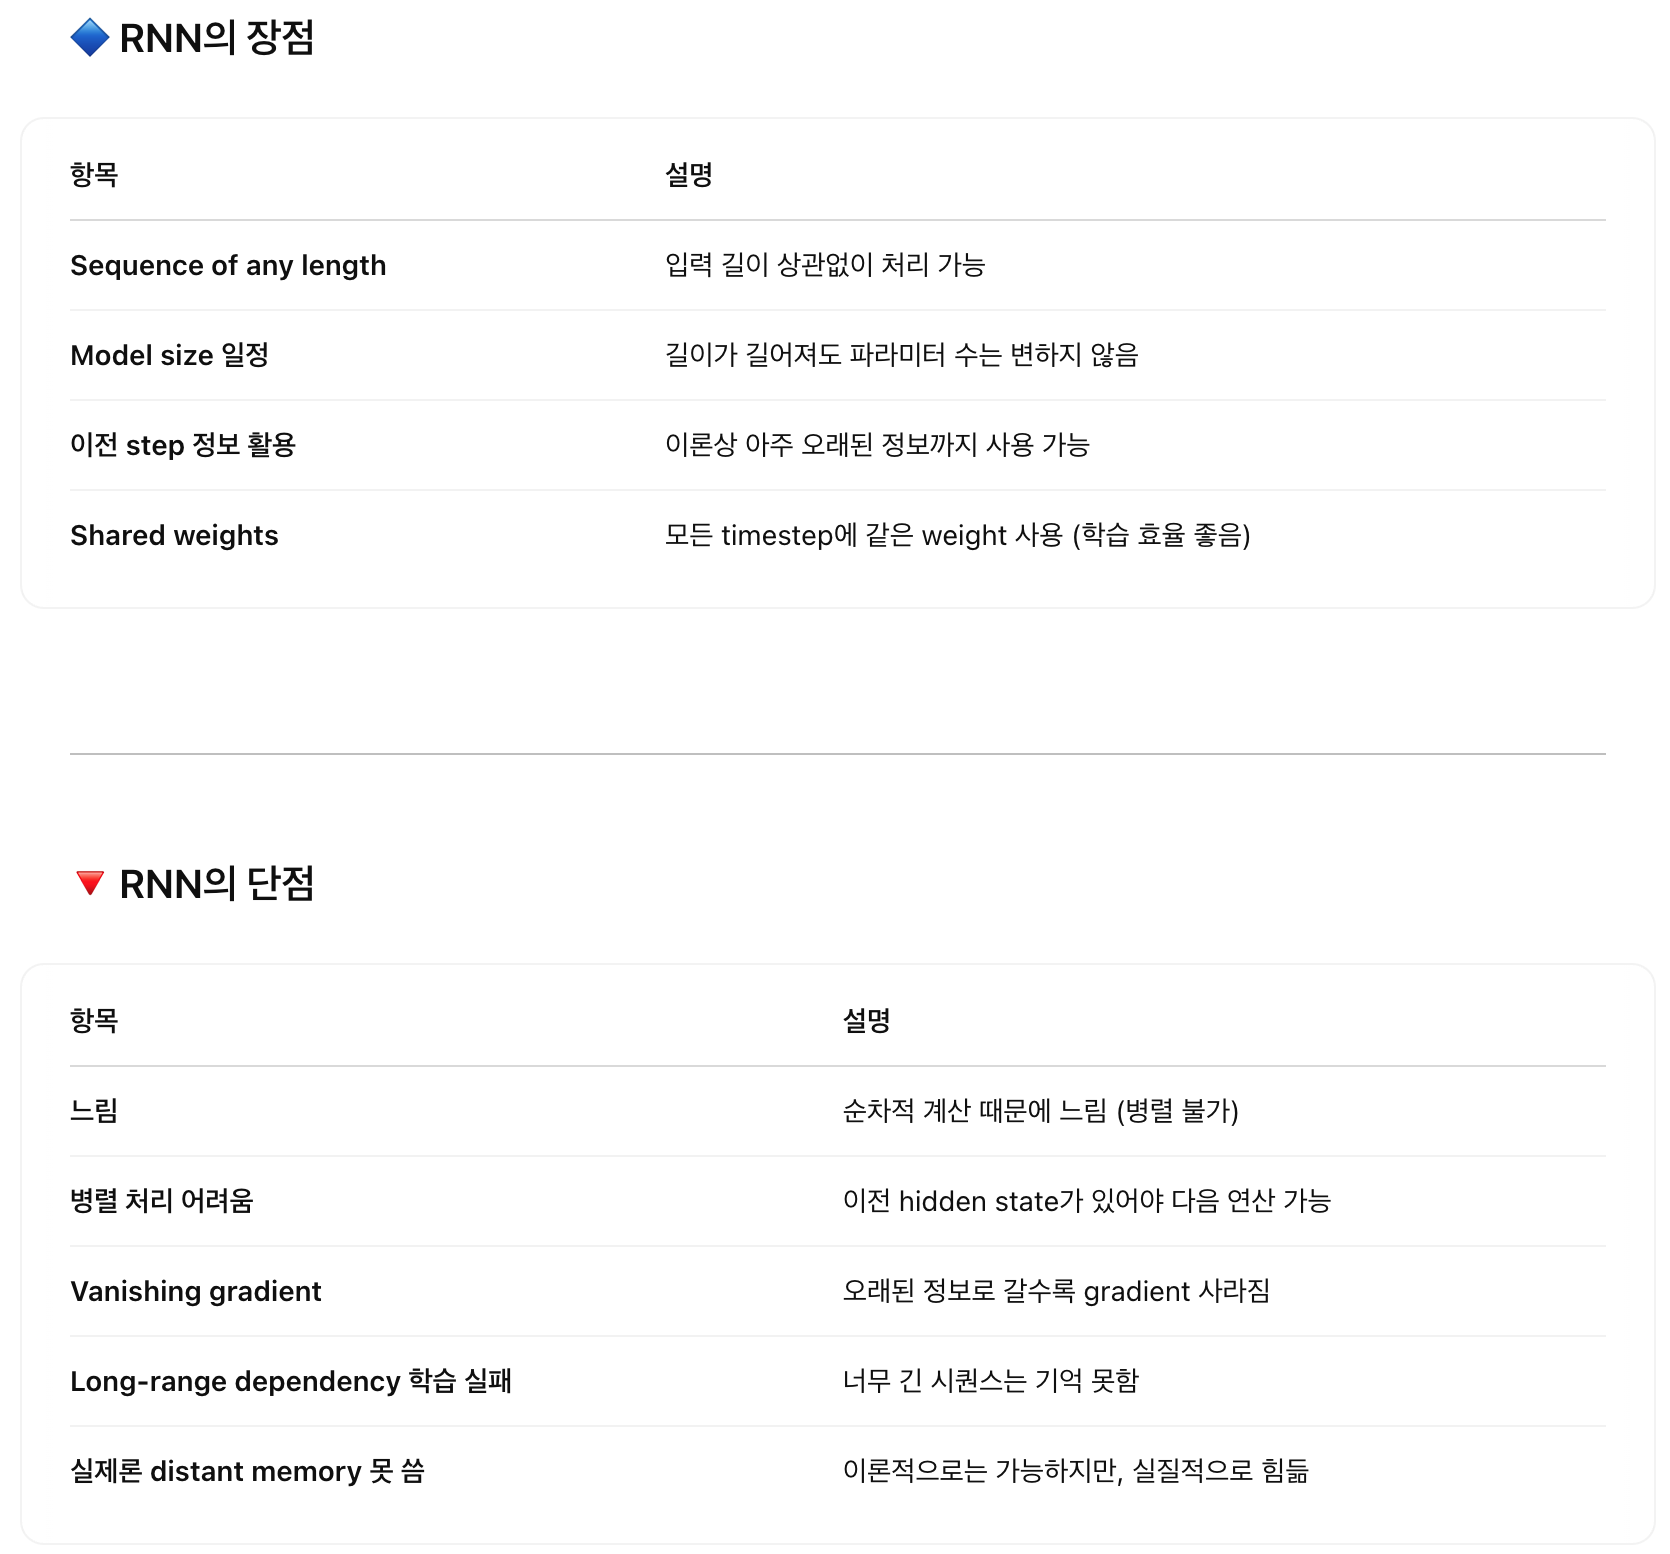 🔷 RNN의 장점
항목 설명
Sequence of any length 입력 길이 상관없이 처리 가능
Model size 일정 길이가 길어져도 파라미터 수는 변하지 않음
이전 step 정보 활용 이론상 아주 오래된 정보까지 사용 가능
Shared weights 모든 timestep에 같은 weight 사용 (학습 효율 좋음)
🔻 RNN의 단점
항목 설명
느림 순차적 계산 때문에 느림 (병렬 불가)
병렬 처리 어려움 이전 hidden state가 있어야 다음 연산 가능
Vanishing gradient 오래된 정보로 갈수록 gradient 사라짐
Long-range dependency 학습 실패 너무 긴 시퀀스는 기억 못함
실제론 distant memory 못 씀 이론적으로는 가능하지만, 실질적으로 힘듦